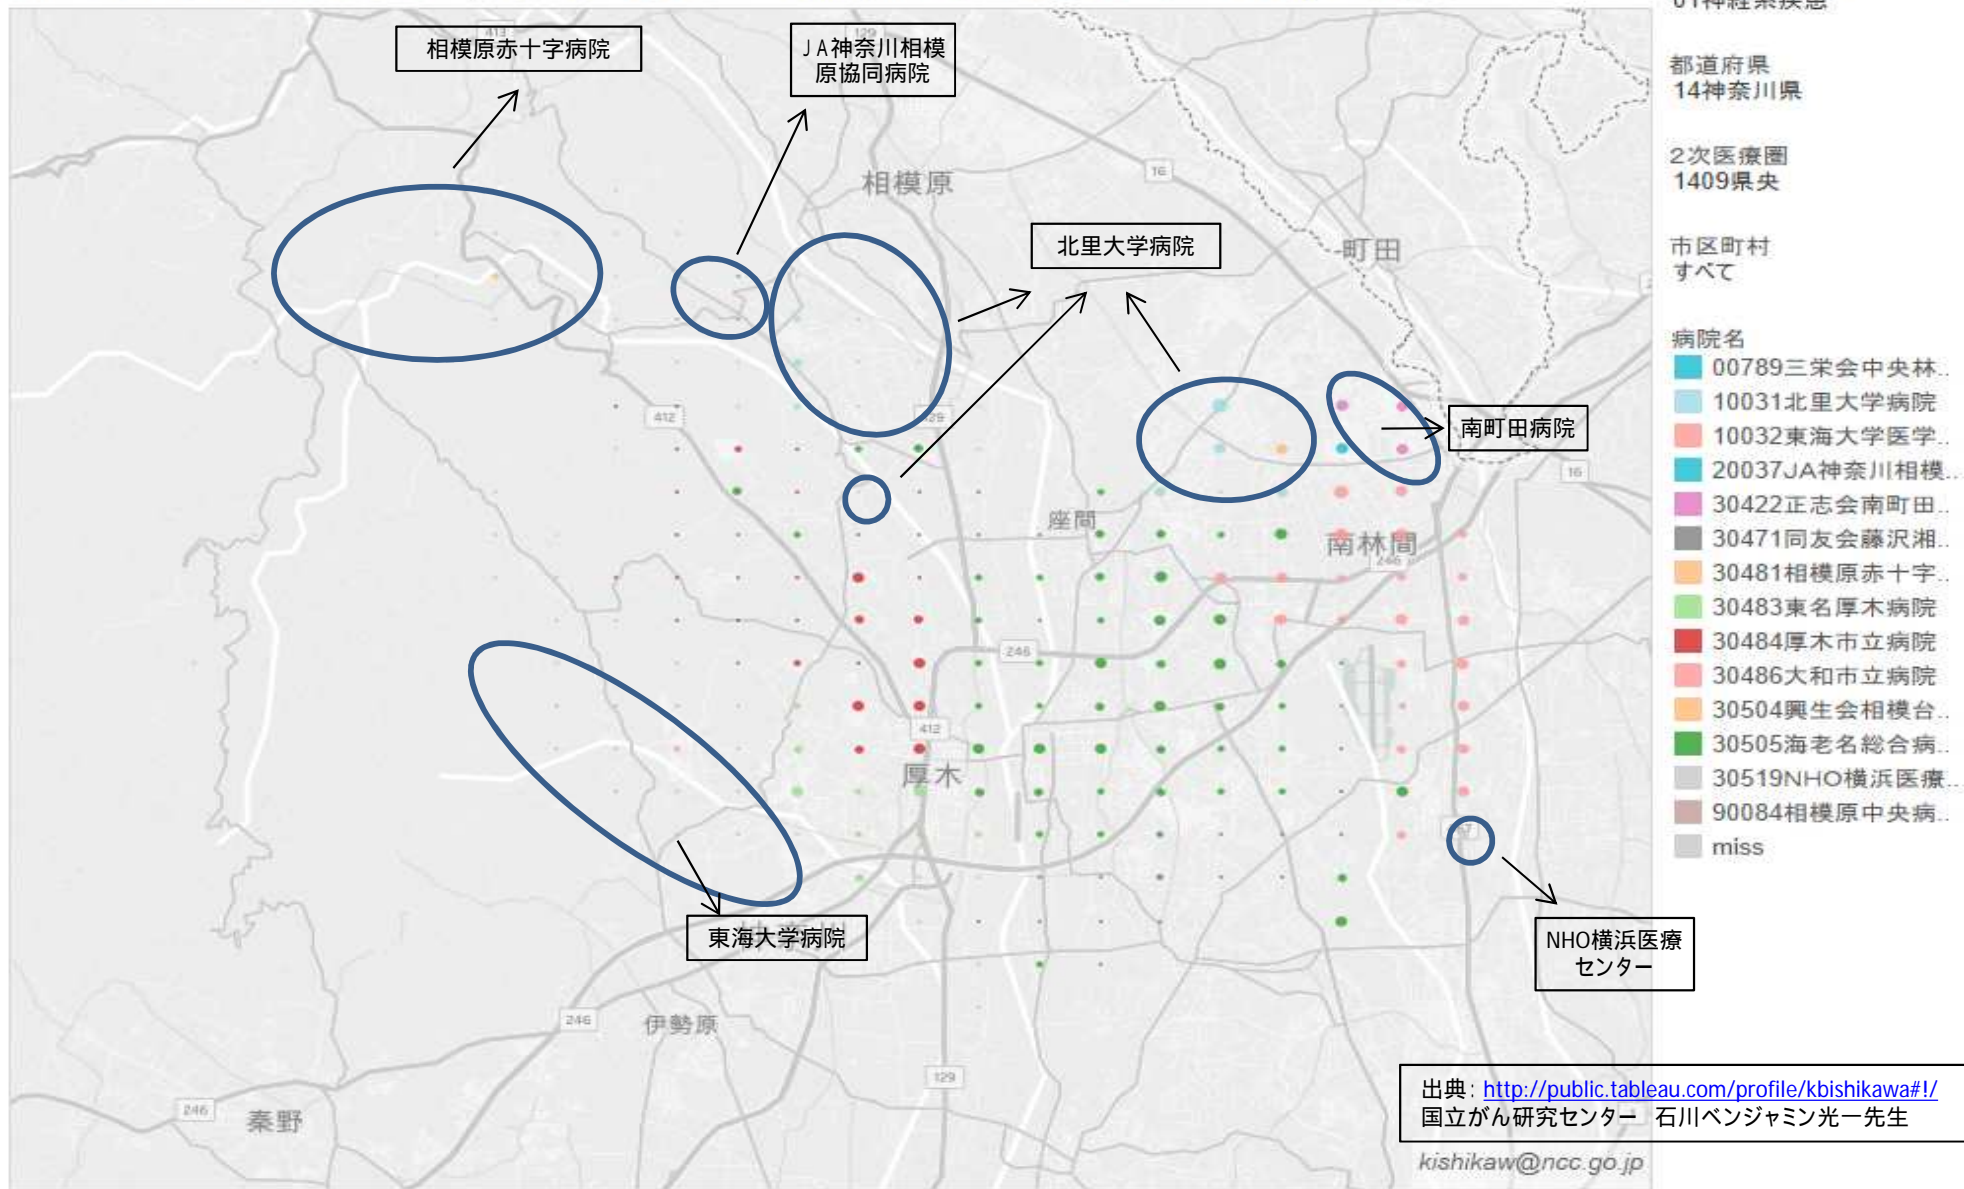 相模原赤十字病院
JA神奈川相模
原協同病院
413
129
相模原
16
北里大学病院
町田
412
129
南町田病院
16
座間
南林間
246
246
412
厚木
東海大学病院
NHO横浜医療
センター
246
伊勢原
129
246
秦野
01神経系疾患
都道府県
14神奈川県
2次医療圏
1409県央
市区町村
すべて
病院名
00789三栄会中央林..
10031北里大学病院
10032東海大学医学..
20037JA神奈川相模..
30422正志会南町田..
30471同友会藤沢湘..
30481相模原赤十字..
30483東名厚木病院
30484厚木市立病院
30486大和市立病院
30504興生会相模台..
30505海老名総合病..
30519NHO横浜医療..
90084相模原中央病..
miss
出典: http://public.tableau.com/profile/kbishikawa#!/
国立がん研究センター 石川ベンジャミン光一先生
kishikaw@ncc.go.jp